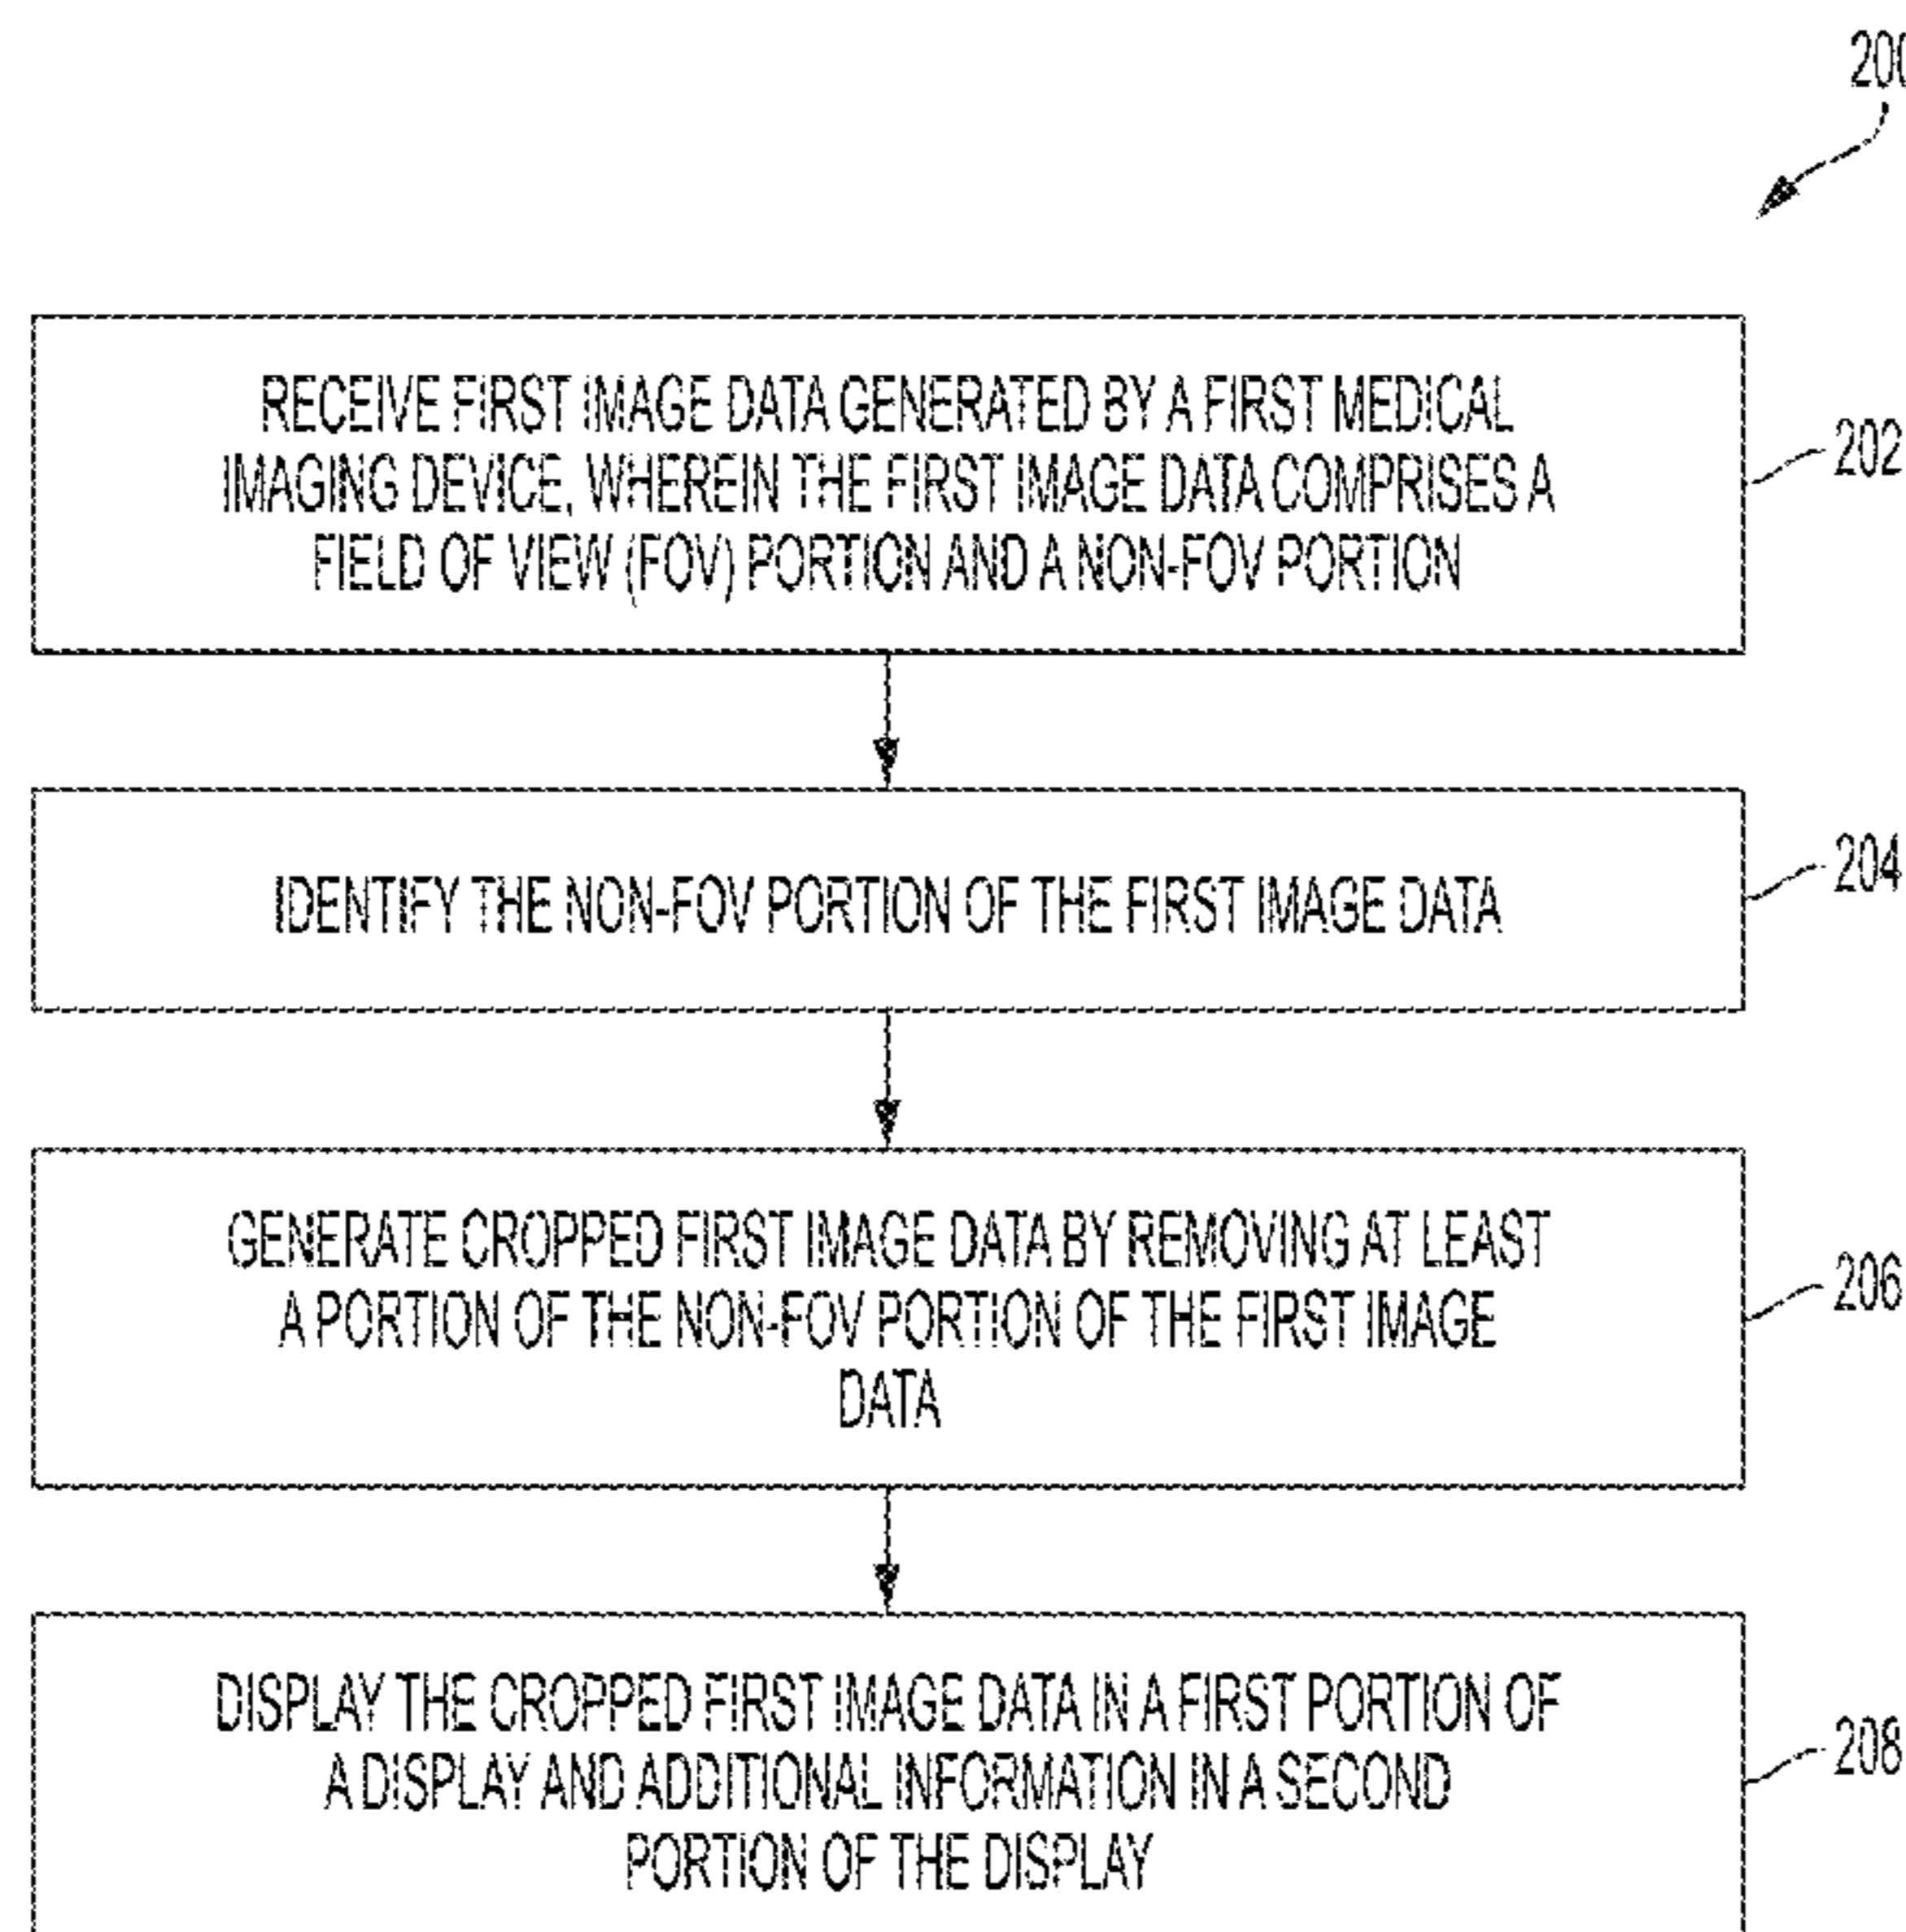 200
RECEIVE FIRST IMAGE DATA GENERATED BY A FIRST MEDICAL
IMAGING DEVICE, WHEREIN THE FIRST IMAGE DATA COMPRISES A
FIELD OF VIEW (FOV) PORTION AND A NON-FOV PORTION
202
IDENTIFY THE NON-FOV PORTION OF THE FIRST IMAGE DATA
204
GENERATE CROPPED FIRST IMAGE DATA BY REMOVING AT LEAST
A PORTION OF THE NON-FOV PORTION OF THE FIRST IMAGE
DATA
206
DISPLAY THE CROPPED FIRST IMAGE DATA IN A FIRST PORTION OF
A DISPLAY AND ADDITIONAL INFORMATION IN A SECOND
PORTION OF THE DISPLAY
208